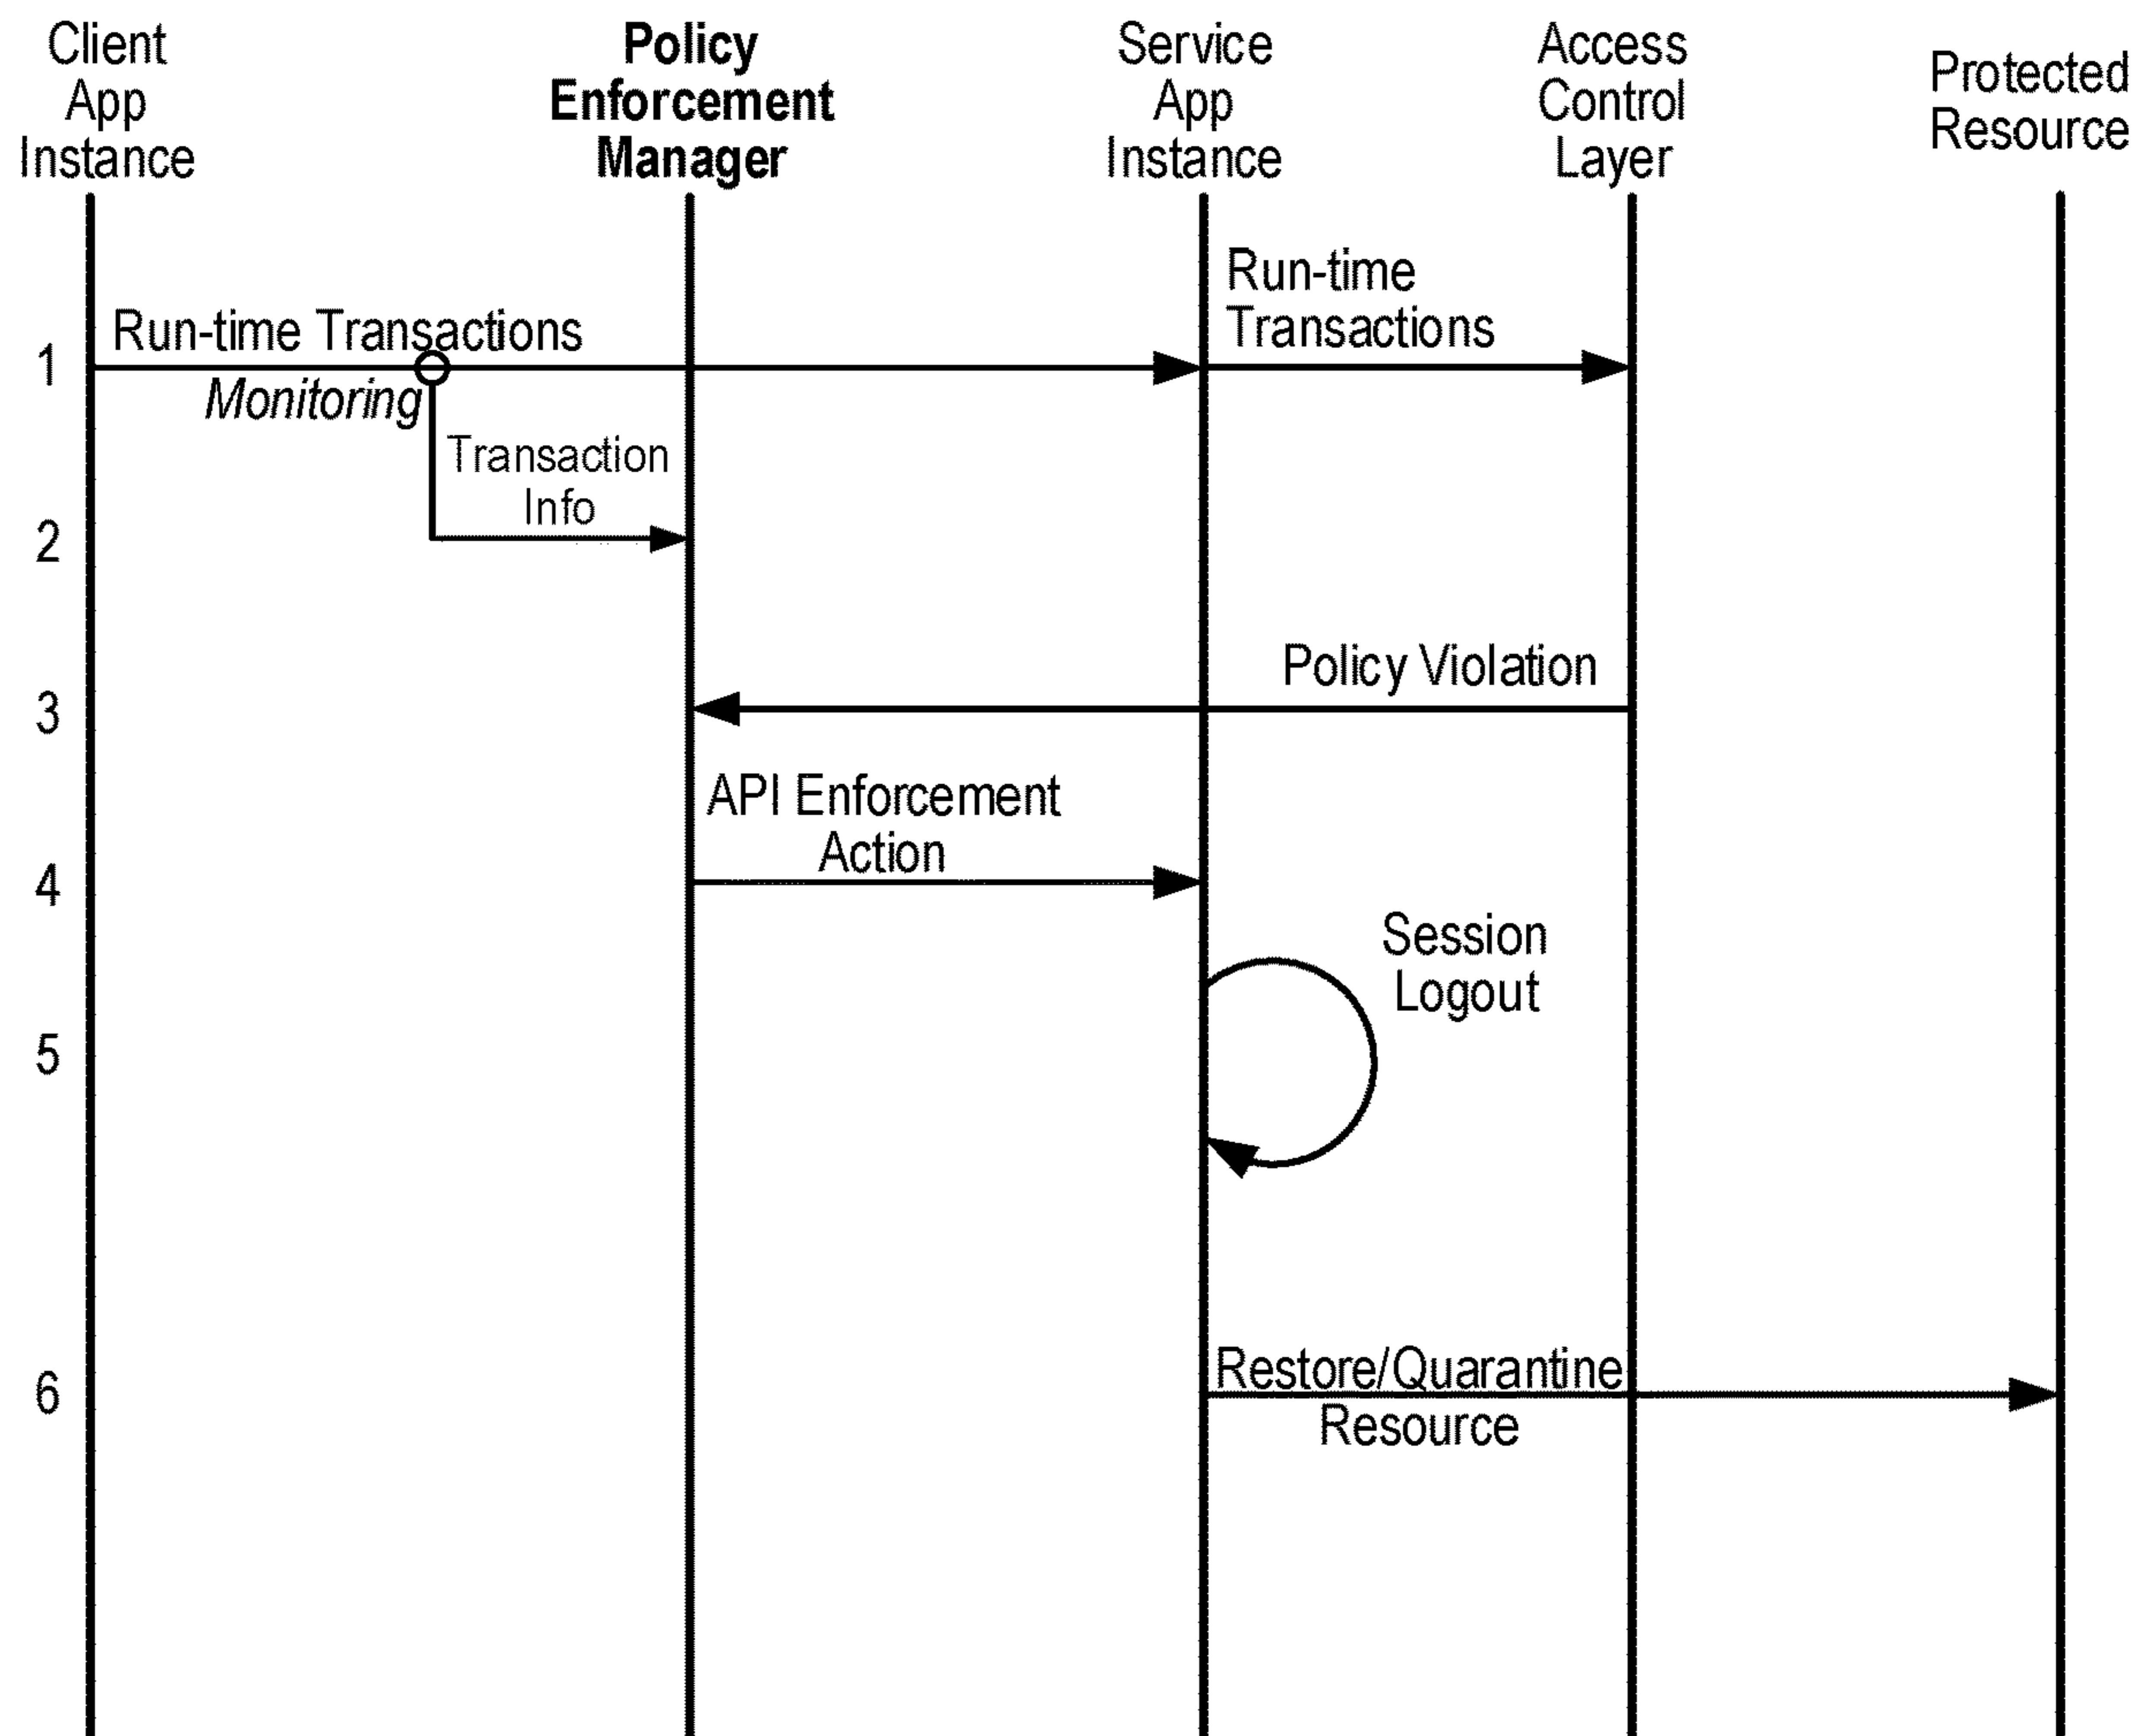 Client
App
Instance
Policy
Enforcement
Manager
Service
App
Instance
Access
Control
Layer
Protected
Resource
Run-time
Transactions
Run-time Transactions
1
Monitoring
Transaction
Info
2
Policy Violation
3
API Enforcement
Action
4
Session
Logout
5
Restore/Quarantine
6
Resource